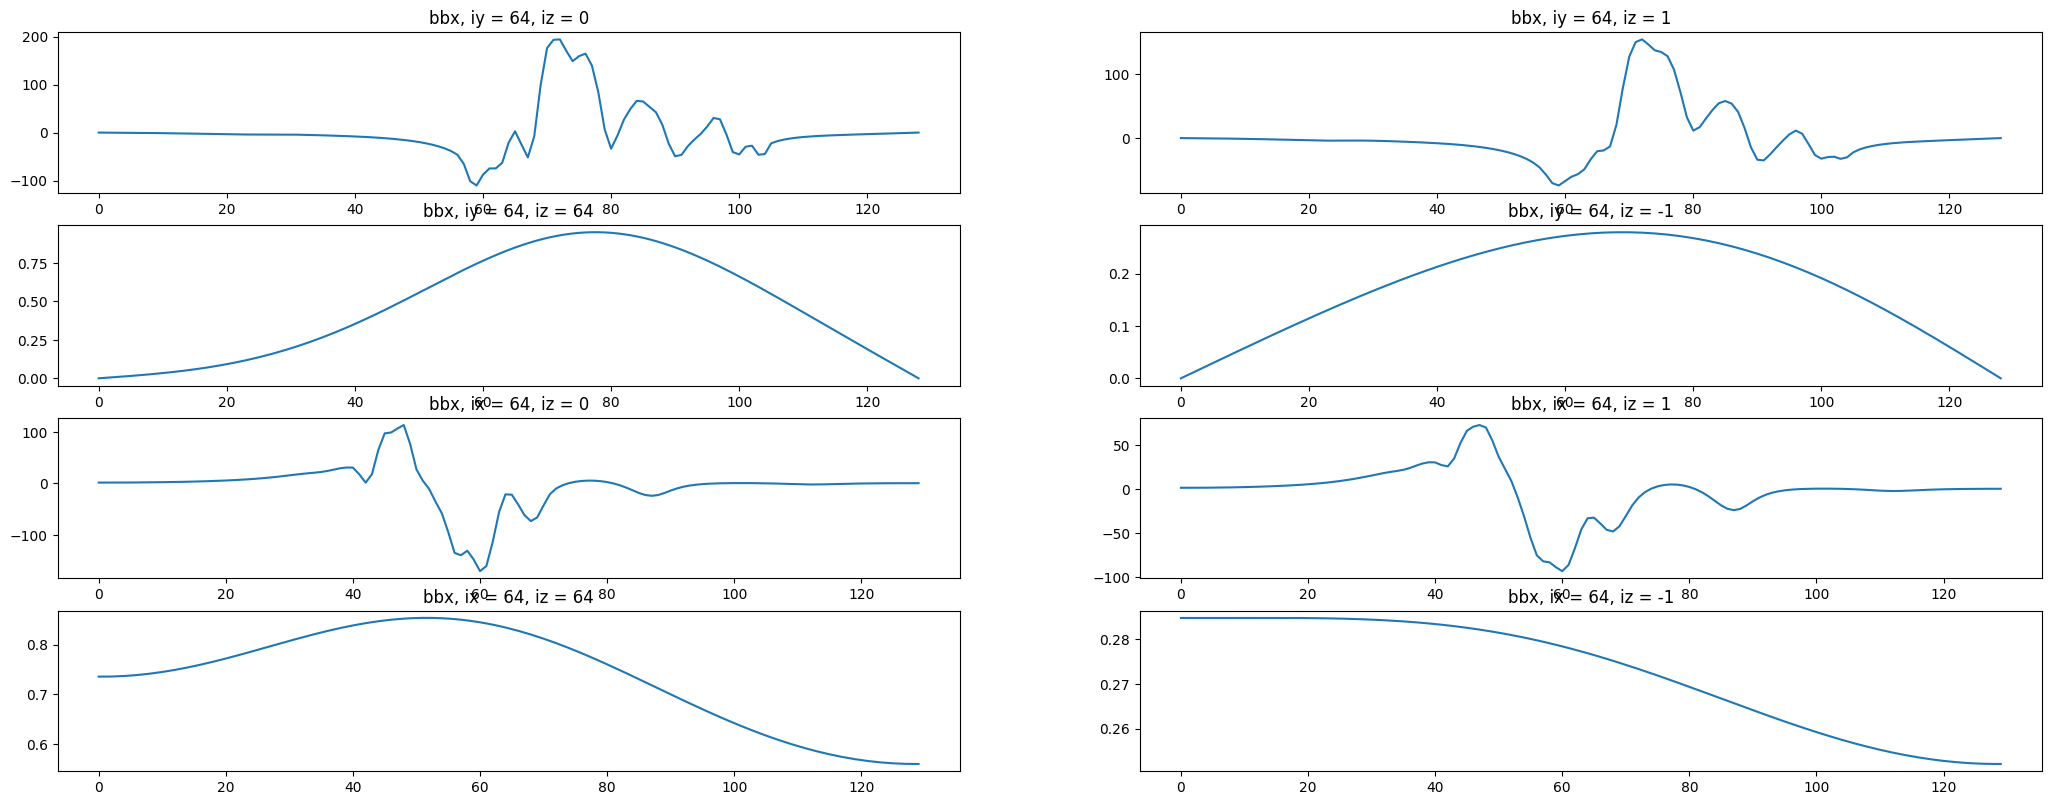 bbx, iy = 64, iz = 0
200
100
0
−100
0 20 40 60 80 100 120
bbx, iy = 64, iz = 1
100
0
0 20 40 60 80 100 120
bbx, iy = 64, iz = 64
0.75
0.50
0.25
0.00
0 20 40 60 80 100 120
bbx, iy = 64, iz = -1
0.2
0.1
0.0
0 20 40 60 80 100 120
bbx, ix = 64, iz = 0
100
0
−100
0 20 40 60 80 100 120
bbx, ix = 64, iz = 1
50
0
−50
−100
0 20 40 60 80 100 120
bbx, ix = 64, iz = 64
0.8
0.7
0.6
0 20 40 60 80 100 120
bbx, ix = 64, iz = -1
0.28
0.27
0.26
0 20 40 60 80 100 120